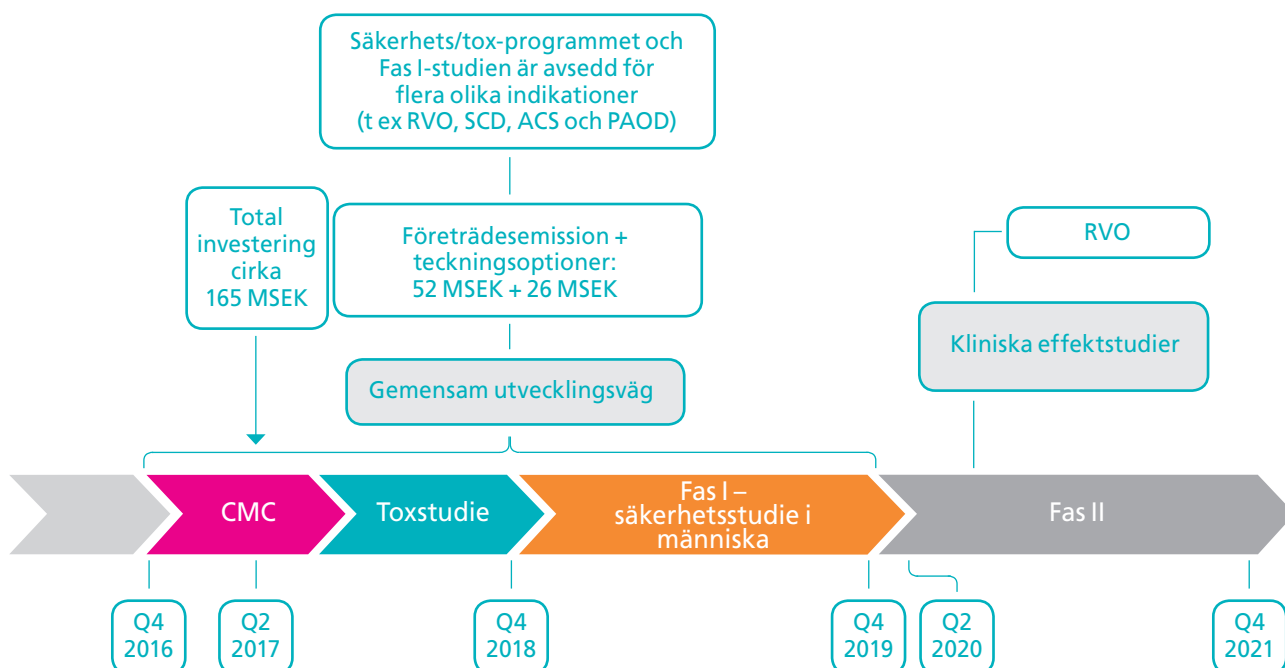 Säkerhets/tox-programmet och
Fas I-studien är avsedd för
flera olika indikationer
(t ex RVO, SCD, ACS och PAOD)
Total
investering
cirka
165 MSEK
Företrädesemission +
teckningsoptioner:
52 MSEK + 26 MSEK
RVO
Kliniska effektstudier
Gemensam utvecklingsväg
CMC
Toxstudie
Fas I –
säkerhetsstudie i
människa
Fas II
Q4
2016
Q2
2017
Q4
2018
Q4
2019
Q2
2020
Q4
2021